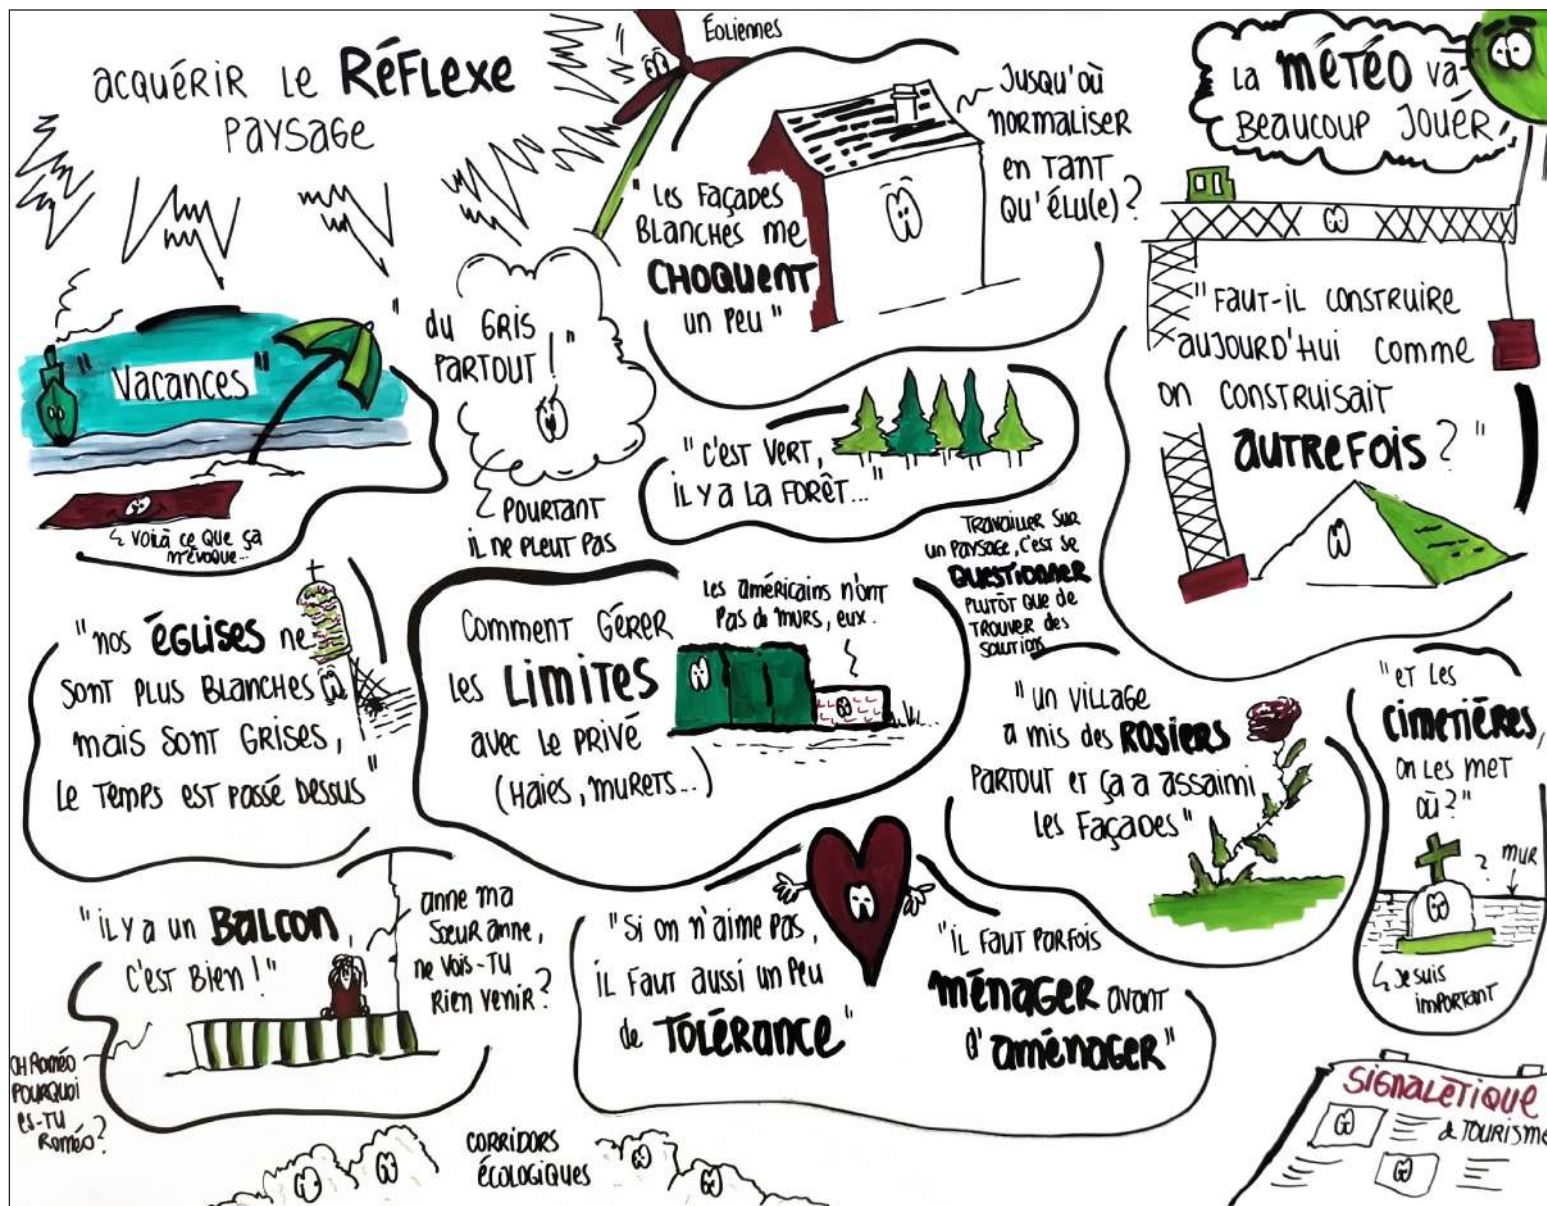 acquérir le RéFLexe
PAYSAGE
Éoliennes
"Les Façades
Blanches me
CHOQUENT
un peu"
Jusqu'où
normaliser
en tant
qu'élu(e)?
La météo va
Beaucoup jouer
"Vacances"
voilà ce que ça
m'évoque...
"du GRIS
PARTOUT!"
POURTANT
il ne pleut pas
"C'est vert,
il y a la forêt..."
"Faut-il construire
aujourd'hui comme
on construisait
autrefois?"
Travailler sur
un paysage, c'est se
questionner
plutôt que de
trouver des
solutions
"nos églises ne
sont plus blanches
mais sont grises,
le temps est passé dessus"
Comment gérer
les limites
avec le privé
(haies, murets...)
Les américains n'ont
pas de murs, eux.
"un village
a mis des rosiers
partout et ça a assaimi
les façades"
"et les
cimetières,
on les met
où?"
?
mur
Je suis
important
"il y a un Balcon,
c'est bien!"
anne ma
soeur anne,
ne vois-tu
rien venir?
OH Roméo
pourquoi
es-tu
Roméo?
"Si on n'aime pas,
il faut aussi un peu
de tolérance"
"il faut parfois
ménager avant
d'aménager"
Corridors
écologiques
Signalétique
& tourisme